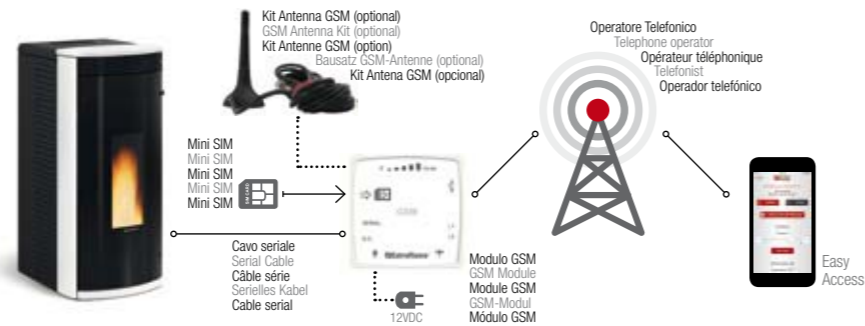 Kit Antenna GSM (optional)
GSM Antenna Kit (optional)
Kit Antenne GSM (option)
Bausatz GSM-Antenne (optional)
Kit Antena GSM (opcional)
Operatore Telefonico
Telephone operator
Opérateur téléphonique
Telefonist
Operador telefónico
Mini SIM
Mini SIM
Mini SIM
Mini SIM
Mini SIM
SIM CARD
GSM
Cavo seriale
Serial Cable
Câble série
Serielles Kabel
Cable serial
12VDC
Modulo GSM
GSM Module
Module GSM
GSM-Modul
Módulo GSM
Easy
Access